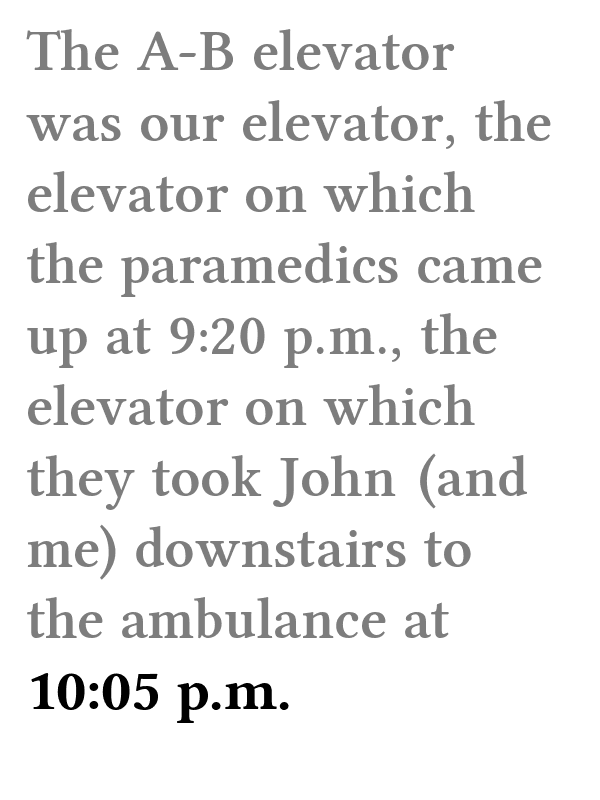 The A-B elevator
was our elevator, the
elevator on which
the paramedics came
up at 9:20 p.m., the
elevator on which
they took John (and
me) downstairs to
the ambulance at
10:05 p.m.